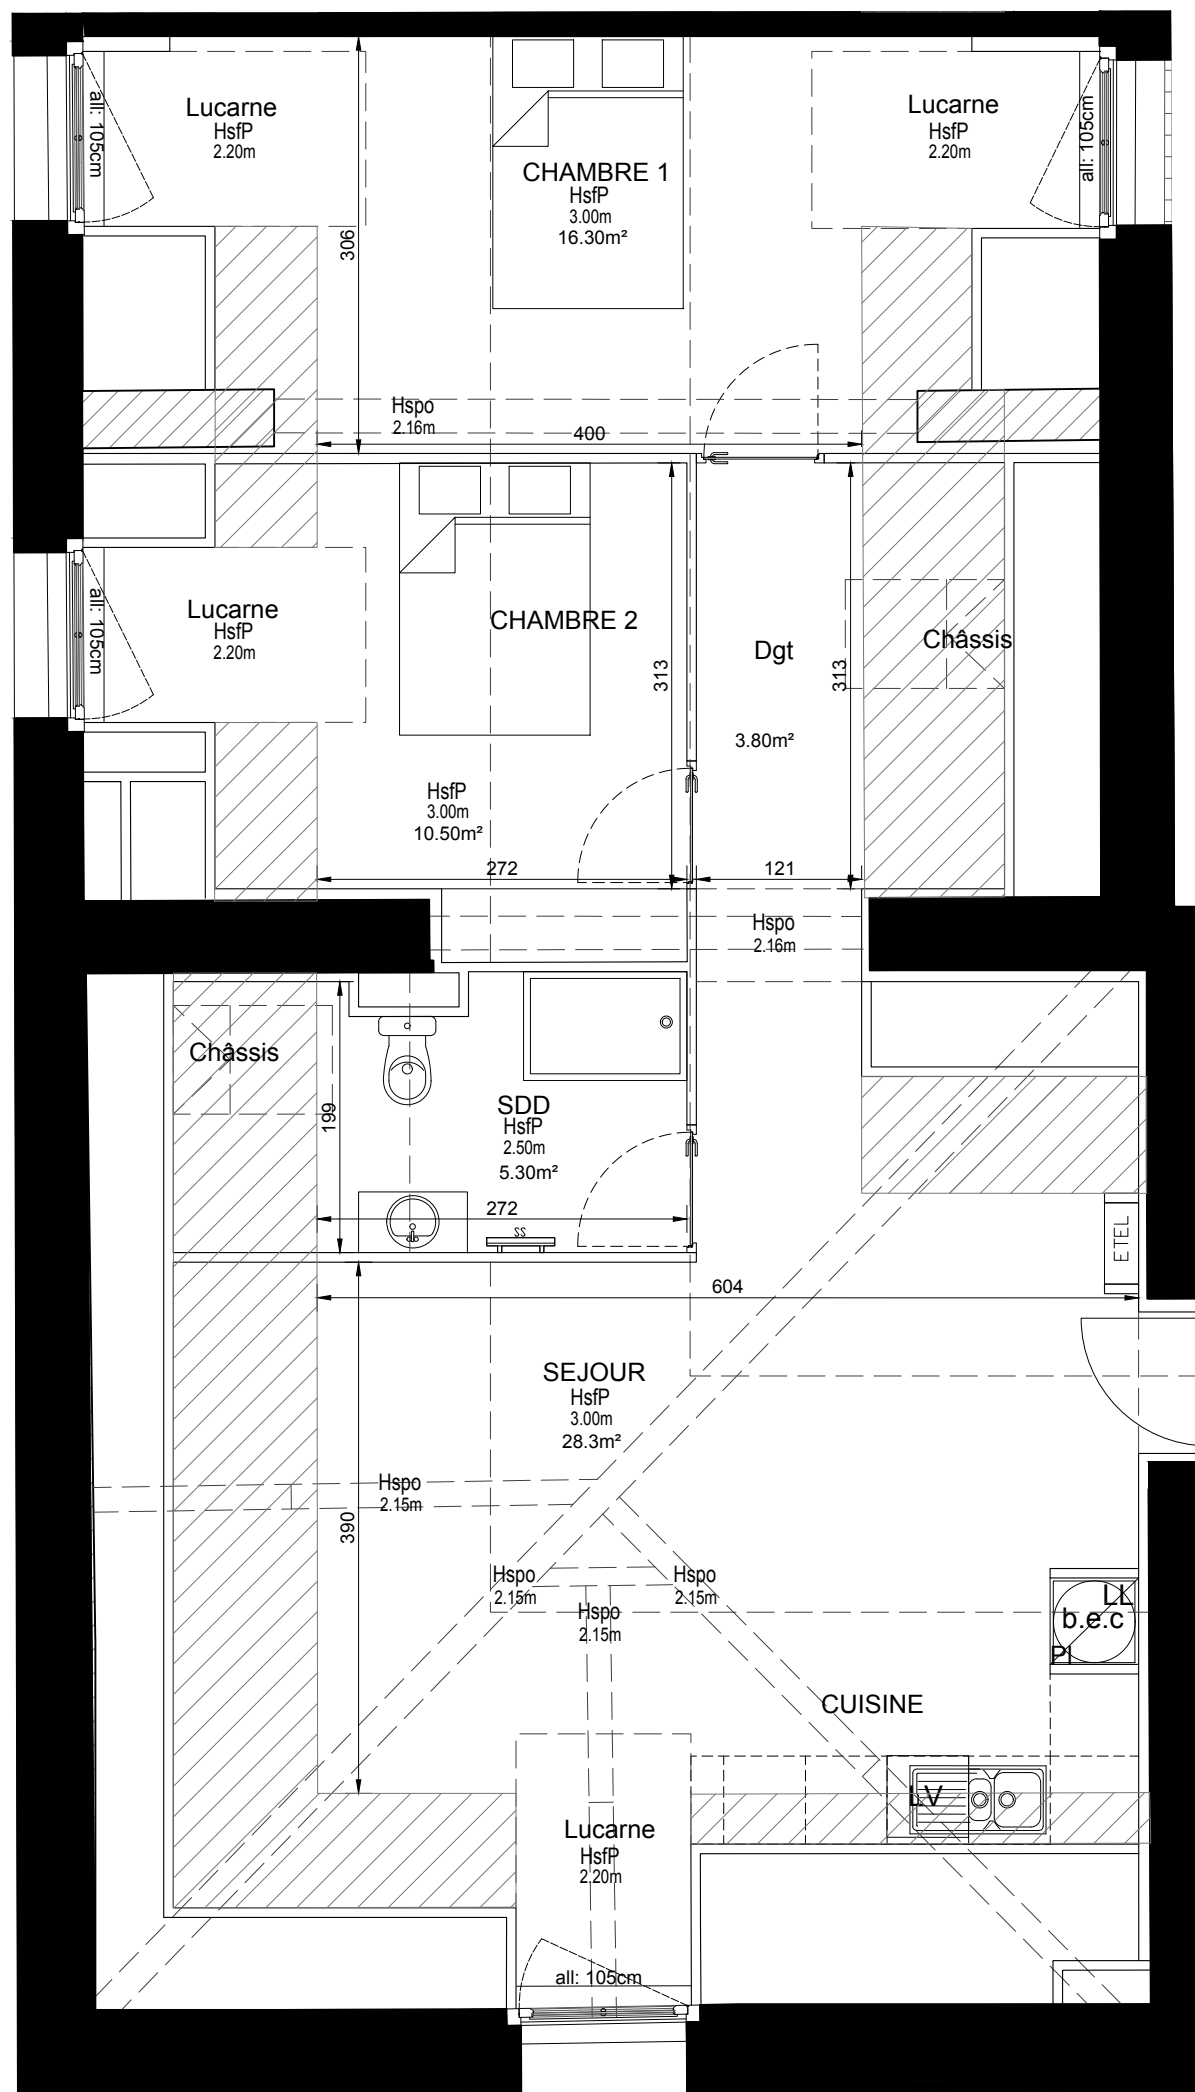 Lucarne
HsfP
2.20m
all: 105cm
CHAMBRE 1
HsfP
3.00m
16.30m²
Lucarne
HsfP
2.20m
all: 105cm
306
Hspo
2.16m
400
Lucarne
HsfP
2.20m
all: 105cm
CHAMBRE 2
313
HsfP
3.00m
10.50m²
272
Dgt
3.80m²
313
Châssis
121
Hspo
2.16m
Châssis
199
SDD
HsfP
2.50m
5.30m²
272
SS
ETEL
604
SEJOUR
HsfP
3.00m
28.3m²
390
Hspo
2.15m
Hspo
2.15m
Hspo
2.15m
Hspo
2.15m
LL
b.e.c
Pl
CUISINE
LV
Lucarne
HsfP
2.20m
all: 105cm